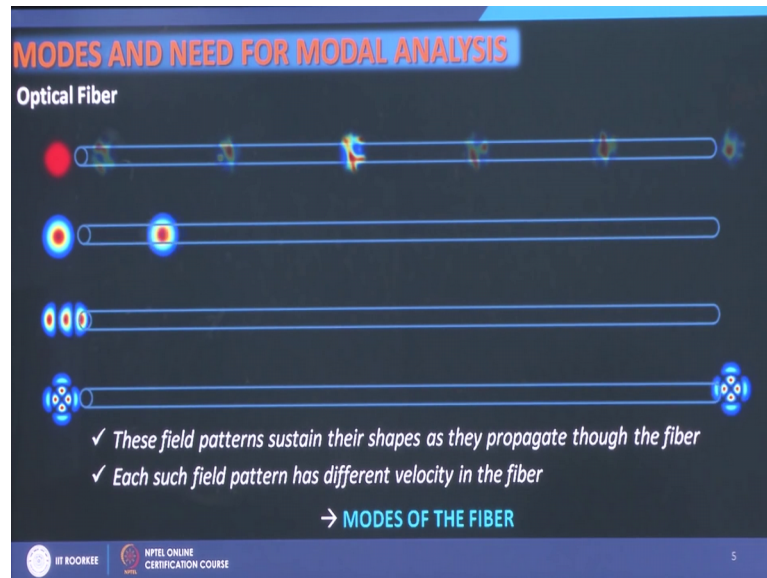 MODES AND NEED FOR MODAL ANALYSIS
Optical Fiber
✓ These field patterns sustain their shapes as they propagate though the fiber
✓ Each such field pattern has different velocity in the fiber
→ MODES OF THE FIBER
IIT ROORKEE
NPTEL ONLINE
CERTIFICATION COURSE
5